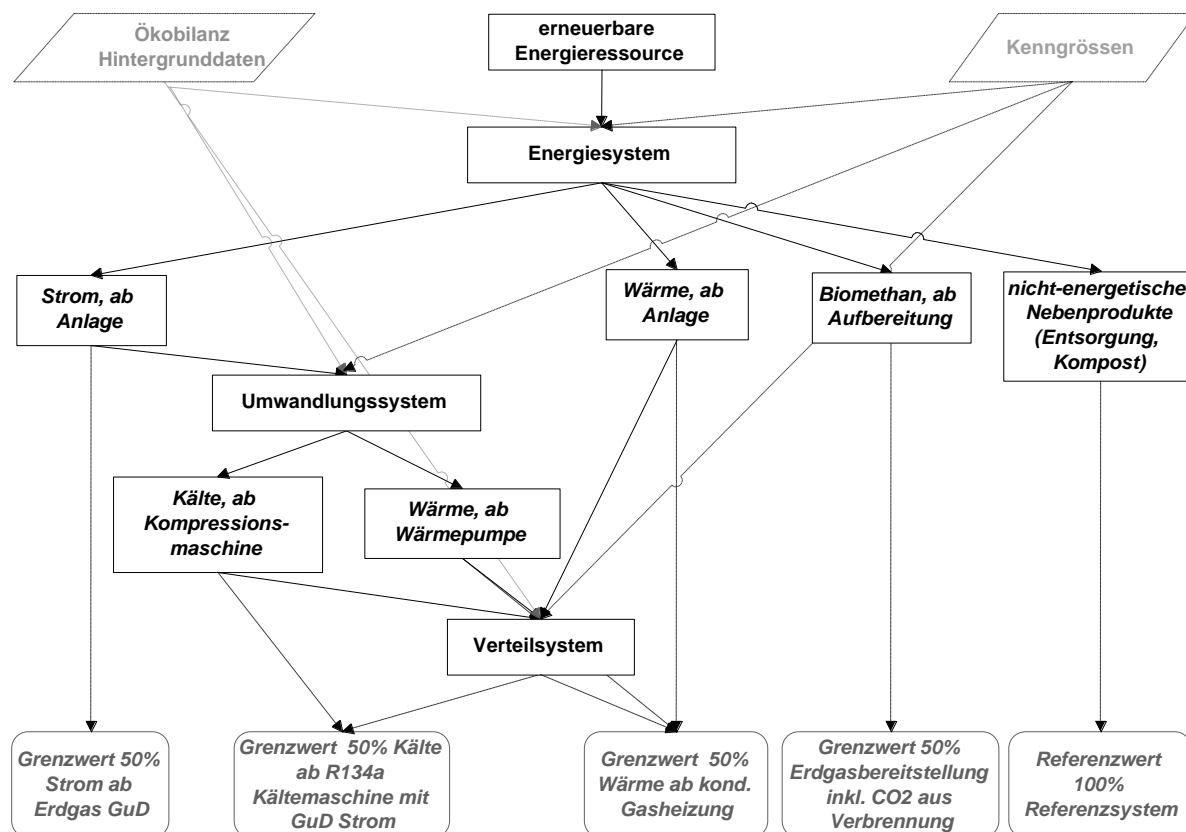 Ökobilanz
Hintergrunddaten
erneuerbare
Energieressource
Kenngrössen
Energiesystem
Strom, ab
Anlage
Wärme, ab
Anlage
Biomethan, ab
Aufbereitung
nicht-energetische
Nebenprodukte
(Entsorgung,
Kompost)
Umwandlungssystem
Kälte, ab
Kompressions-
maschine
Wärme, ab
Wärmepumpe
Verteilsystem
Grenzwert 50%
Strom ab
Erdgas GuD
Grenzwert 50% Kälte
ab R134a
Kältemaschine mit
GuD Strom
Grenzwert 50%
Wärme ab kond.
Gasheizung
Grenzwert 50%
Erdgasbereitstellung
inkl. CO2 aus
Verbrennung
Referenzwert
100%
Referenzsystem